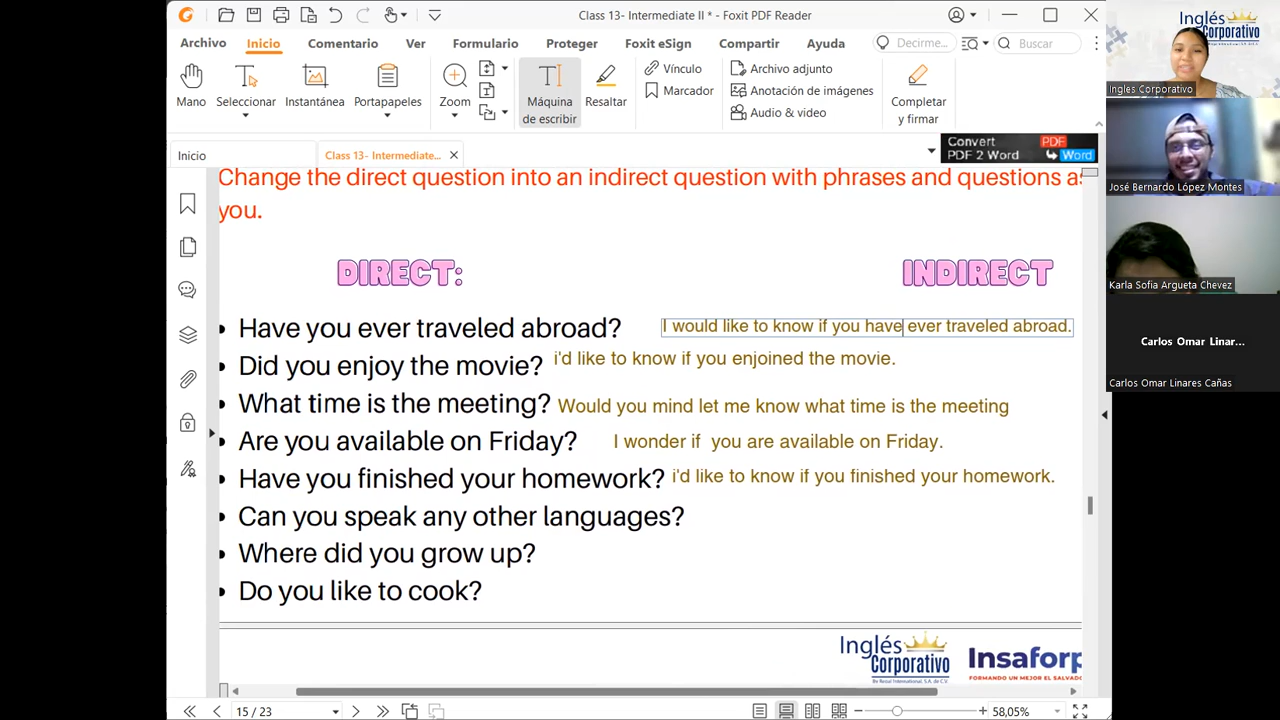 Class 13- Intermediate II * - Foxit PDF Reader
Archivo Inicio Comentario Ver Formulario Proteger Foxit eSign Compartir Ayuda Decirme... Buscar
Mano Seleccionar Instantánea Portapapeles Zoom Máquina de escribir Resaltar Vínculo Marcador Archivo adjunto Anotación de imágenes Audio & video Completar y firmar
Inicio Class 13- Intermediate... Convert PDF 2 Word PDF Word
Change the direct question into an indirect question with phrases and questions as
you.
DIRECT: INDIRECT
Have you ever traveled abroad? I would like to know if you have ever traveled abroad.
Did you enjoy the movie? i'd like to know if you enjoined the movie.
What time is the meeting? Would you mind let me know what time is the meeting
Are you available on Friday? I wonder if you are available on Friday.
Have you finished your homework? i'd like to know if you finished your homework.
Can you speak any other languages?
Where did you grow up?
Do you like to cook?
Inglés Corporativo
Insaforp
FORMANDO UN MEJOR EL SALVADOR
15 / 23 58,05%
Inglés Corporativo
Ingles Corporativo
José Bernardo López Montes
Karla Sofia Argueta Chevez
Carlos Omar Linar...
Carlos Omar Linares Cañas